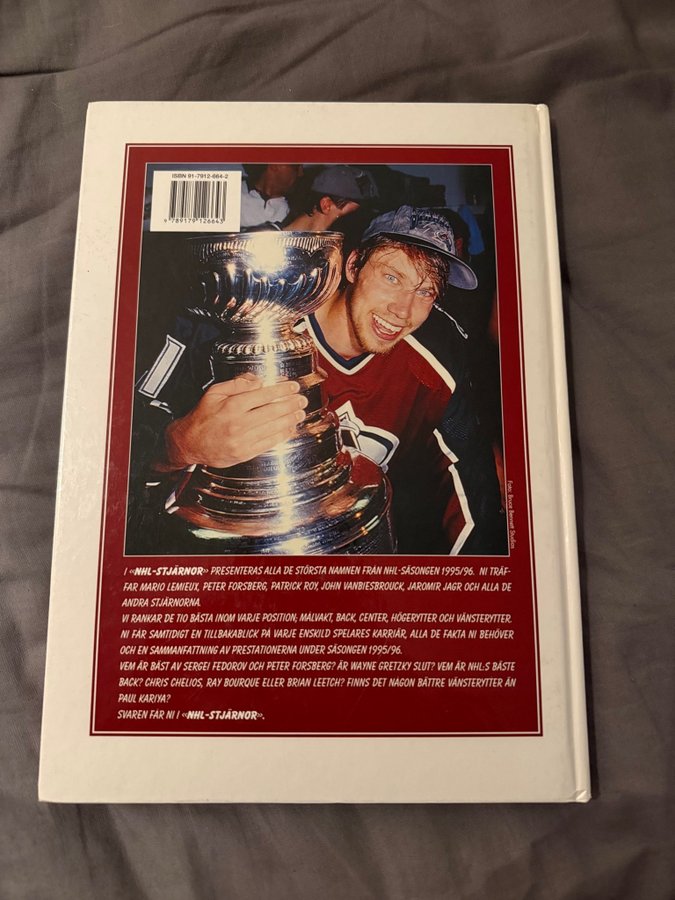 ISBN 91-7912-664-2
9 789179 126643
Foto: Bruce Bennett Studios
I «NHL-STJÄRNOR» PRESENTERAS ALLA DE STÖRSTA NAMNEN FRÅN NHL-SÄSONGEN 1995/96. NI TRÄF-
FAR MARIO LEMIEUX, PETER FORSBERG, PATRICK ROY, JOHN VANBIESBROUCK, JAROMIR JAGR OCH ALLA DE
ANDRA STJÄRNORNA.
VI RANKAR DE TIO BÄSTA INOM VARJE POSITION; MÅLVAKT, BACK, CENTER, HÖGERYTTER OCH VÄNSTERYTTER.
NI FÅR SAMTIDIGT EN TILLBAKABLICK PÅ VARJE ENSKILD SPELARES KARRIÄR, ALLA DE FAKTA NI BEHÖVER
OCH EN SAMMANFATTNING AV PRESTATIONERNA UNDER SÄSONGEN 1995/96.
VEM ÄR BÄST AV SERGEI FEDOROV OCH PETER FORSBERG? ÄR WAYNE GRETZKY SLUT? VEM ÄR NHL:S BÄSTE
BACK? CHRIS CHELIOS, RAY BOURQUE ELLER BRIAN LEETCH? FINNS DET NÅGON BÄTTRE VÄNSTERYTTER ÄN
PAUL KARIYA?
SVAREN FÅR NI I «NHL-STJÄRNOR».